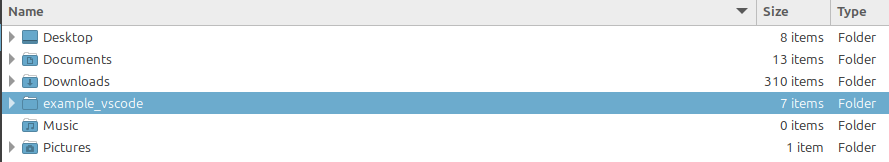 Name Size Type
Desktop 8 items Folder
Documents 13 items Folder
Downloads 310 items Folder
example_vscode 7 items Folder
Music 0 items Folder
Pictures 1 item Folder